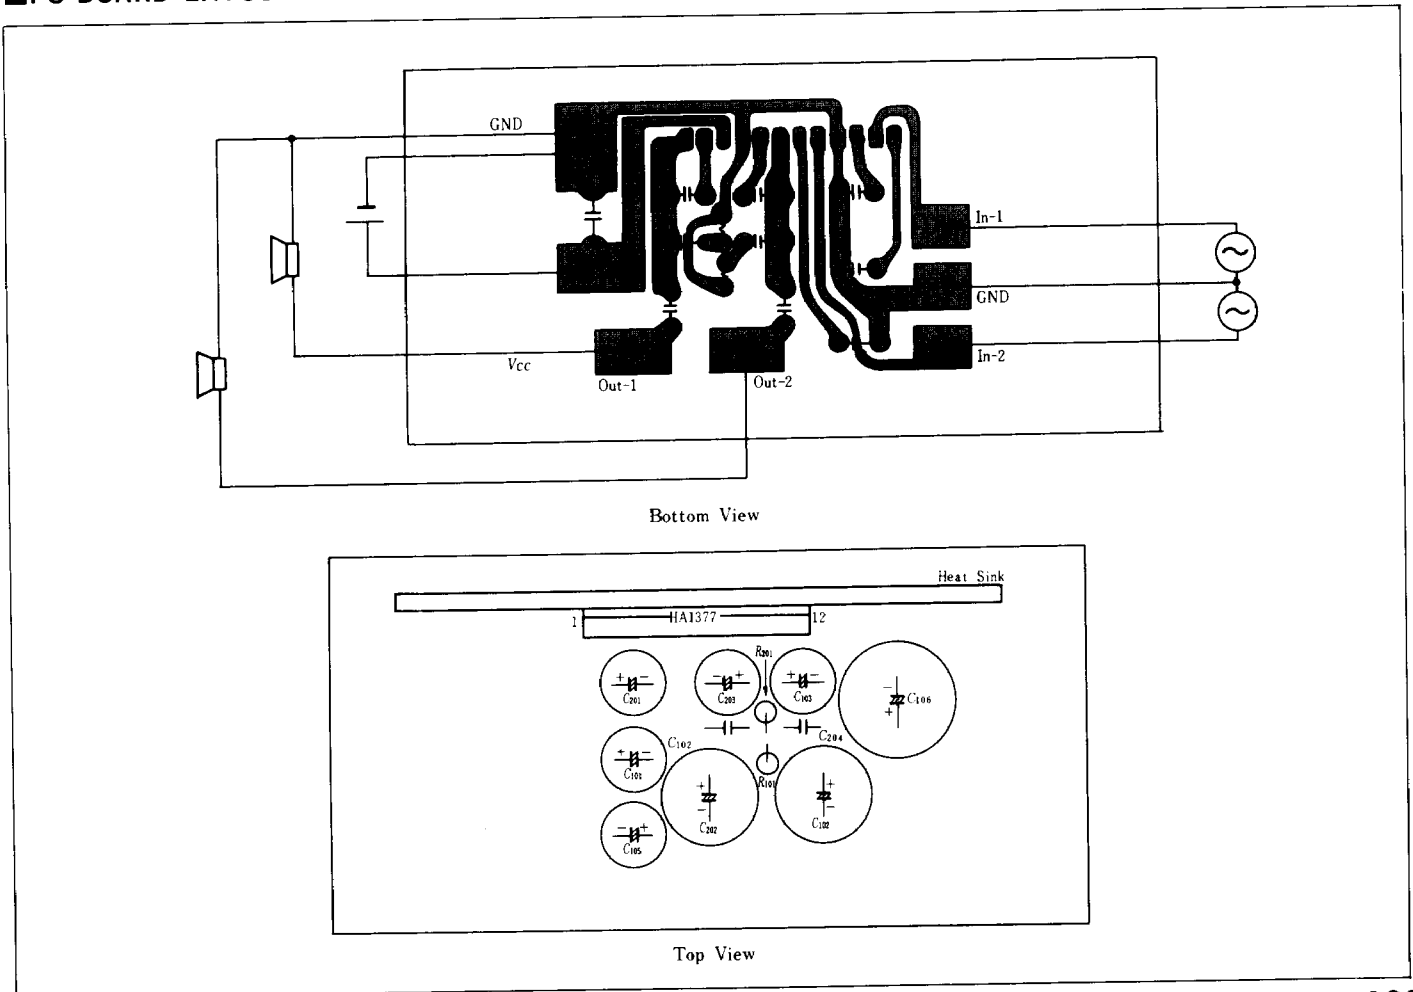 GND
In-1
GND
In-2
Vcc
Out-1
Out-2
Bottom View
Heat Sink
1
HA1377
12
R201
+ -
C201
- +
C203
+ -
C103
-
+
C106
C102
C204
+ -
C101
R101
+
-
C202
+
-
C102
- +
C105
Top View